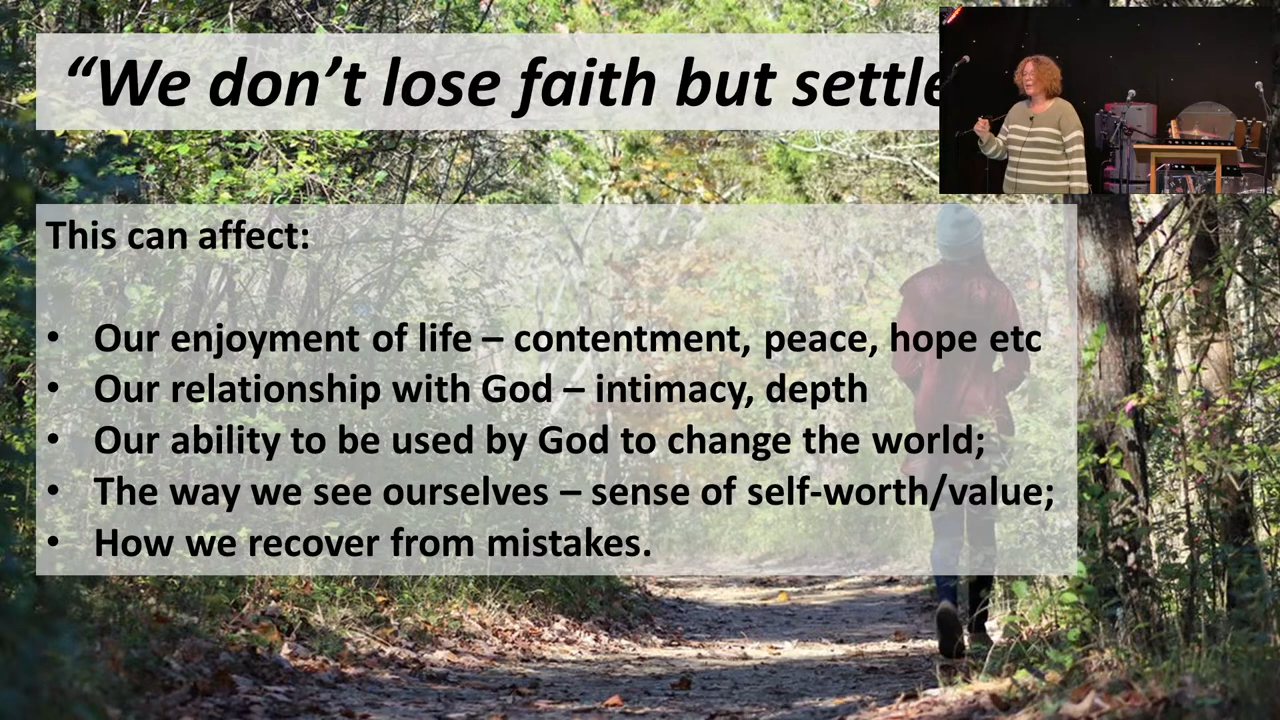 “We don’t lose faith but settle
This can affect:
• Our enjoyment of life – contentment, peace, hope etc
• Our relationship with God – intimacy, depth
• Our ability to be used by God to change the world;
• The way we see ourselves – sense of self-worth/value;
• How we recover from mistakes.